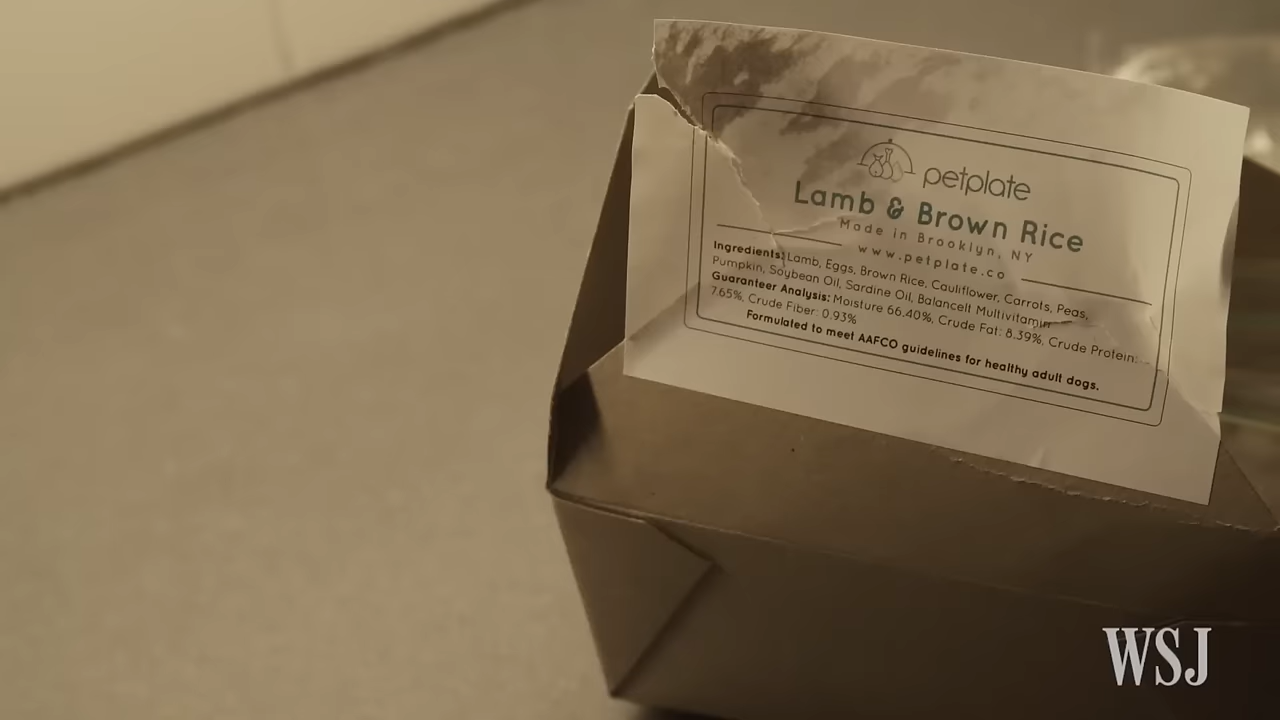 petplate
Lamb & Brown Rice
Made in Brooklyn, NY
www.petplate.co
Ingredients: Lamb, Eggs, Brown Rice, Cauliflower, Carrots, Peas,
Pumpkin, Soybean Oil, Sardine Oil, BalanceIt Multivitamin
Guaranteer Analysis: Moisture 66.40%, Crude Fat: 8.39%, Crude Protein:
7.65%, Crude Fiber: 0.93%
Formulated to meet AAFCO guidelines for healthy adult dogs.
WSJ